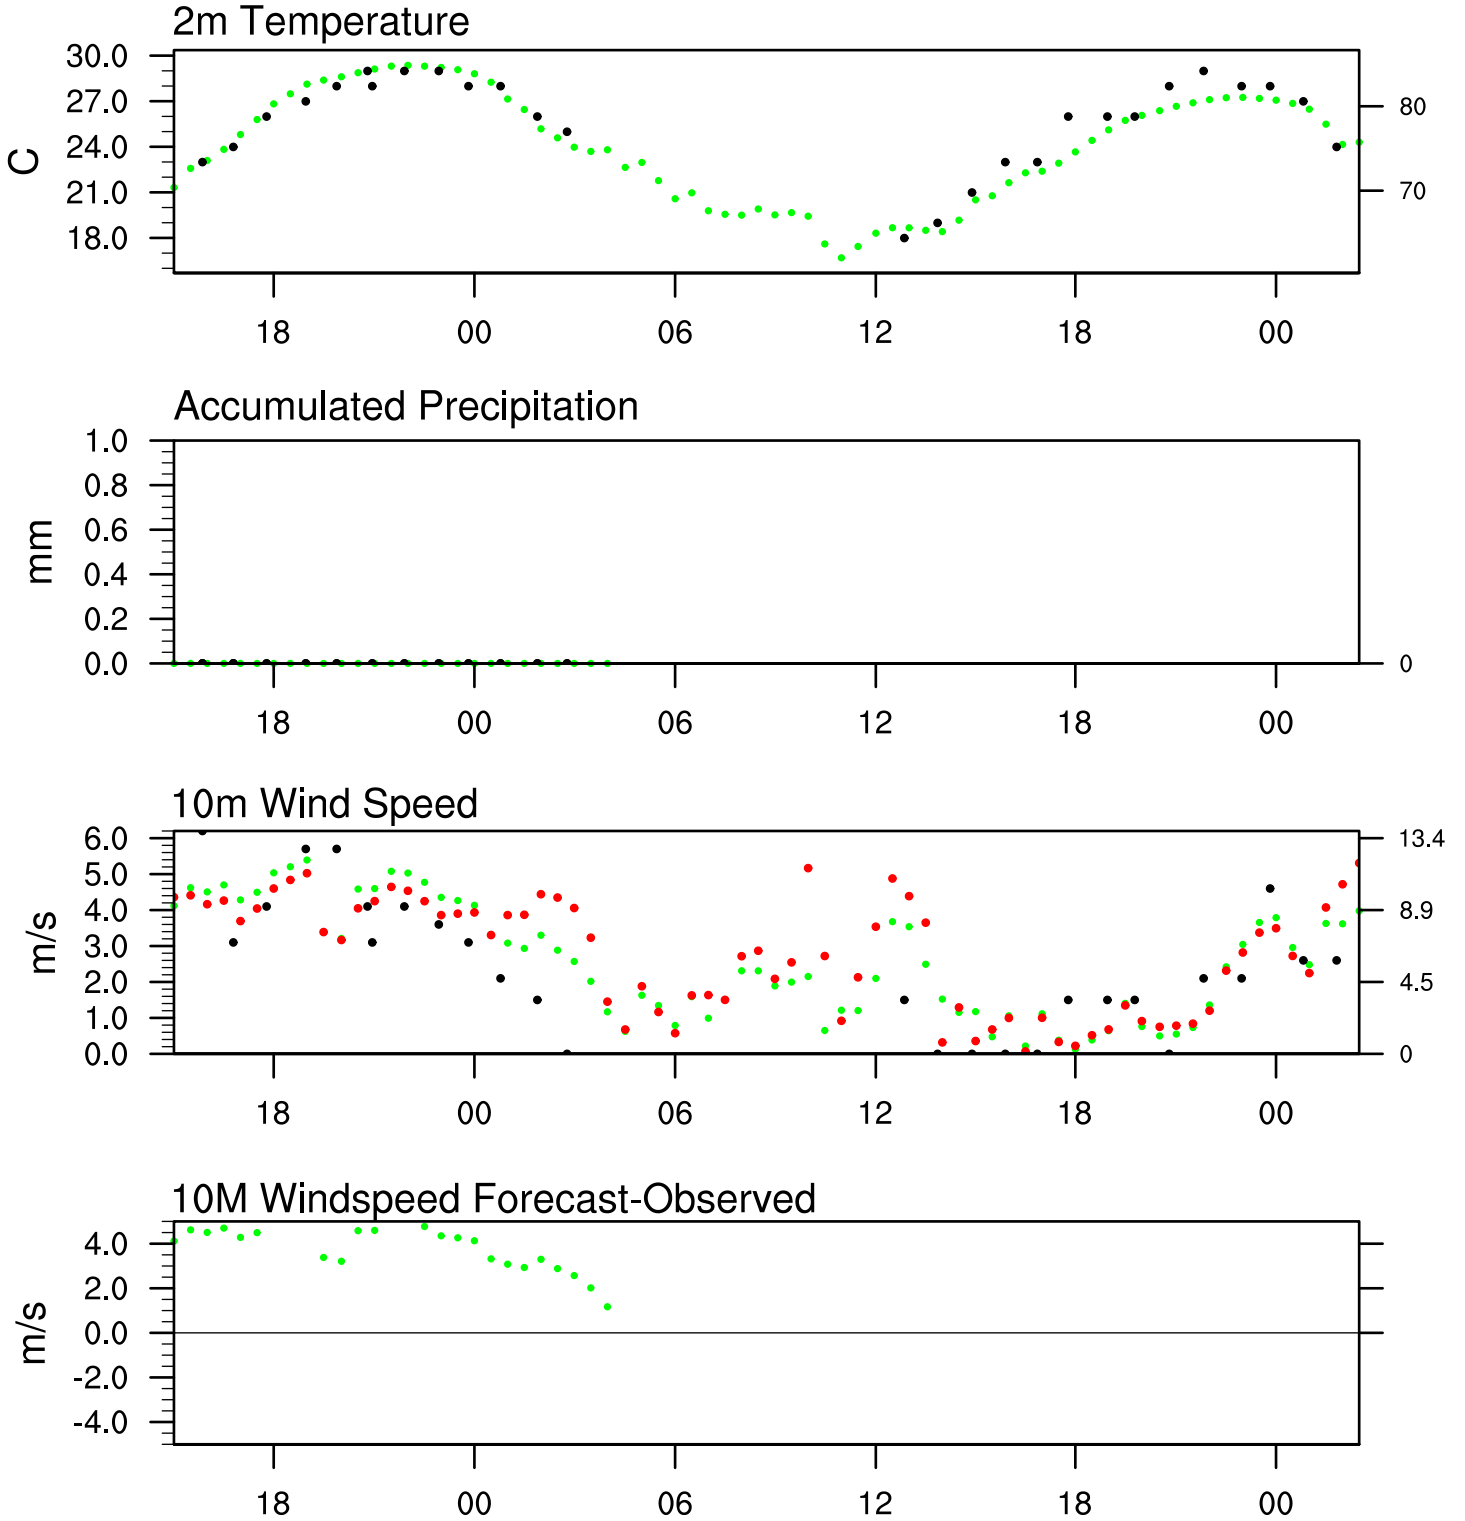 2m Temperature
30.0
27.0
24.0
21.0
18.0
C
80
70
18 00 06 12 18 00
Accumulated Precipitation
1.0
0.8
0.6
0.4
0.2
0.0
mm
0
18 00 06 12 18 00
10m Wind Speed
6.0
5.0
4.0
3.0
2.0
1.0
0.0
m/s
13.4
8.9
4.5
0
18 00 06 12 18 00
10M Windspeed Forecast-Observed
4.0
2.0
0.0
-2.0
-4.0
m/s
18 00 06 12 18 00